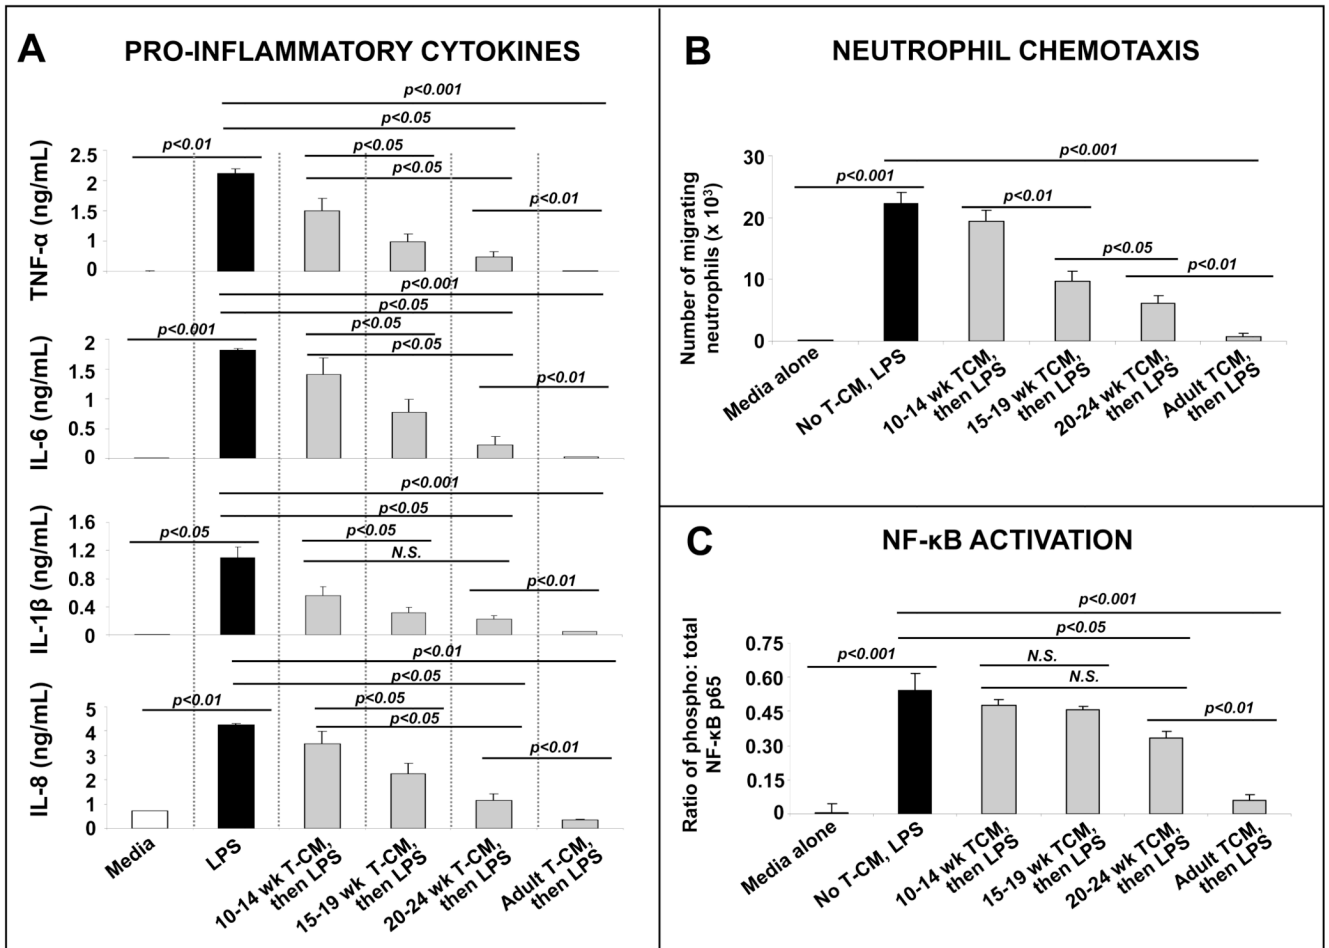 A
PRO-INFLAMMATORY CYTOKINES
p<0.001
p<0.05
p<0.01
p<0.05
p<0.05
p<0.01
TNF-α (ng/mL)
2.5
2
1.5
1
0
p<0.001
p<0.05
p<0.001
p<0.05
p<0.05
p<0.01
IL-6 (ng/mL)
2
1.5
1
0.5
0
p<0.001
p<0.05
p<0.05
p<0.05
N.S.
p<0.01
IL-1β (ng/mL)
1.6
1.2
0.8
0.4
0
p<0.01
p<0.05
p<0.01
p<0.05
p<0.05
p<0.01
IL-8 (ng/mL)
5
4
3
2
1
0
Media
LPS
10-14 wk T-CM,
then LPS
15-19 wk T-CM,
then LPS
20-24 wk T-CM,
then LPS
Adult T-CM,
then LPS
B
NEUTROPHIL CHEMOTAXIS
p<0.001
p<0.001
p<0.01
p<0.05
p<0.01
Number of migrating
neutrophils (x 10³)
30
20
10
0
Media alone
No T-CM, LPS
10-14 wk TCM,
then LPS
15-19 wk TCM,
then LPS
20-24 wk TCM,
then LPS
Adult TCM,
then LPS
C
NF-κB ACTIVATION
p<0.001
p<0.05
p<0.001
N.S.
N.S.
p<0.01
Ratio of phospho: total
NF-κB p65
0.75
0.60
0.45
0.30
0.15
0
Media alone
No T-CM, LPS
10-14 wk TCM,
then LPS
15-19 wk TCM,
then LPS
20-24 wk TCM,
then LPS
Adult TCM,
then LPS